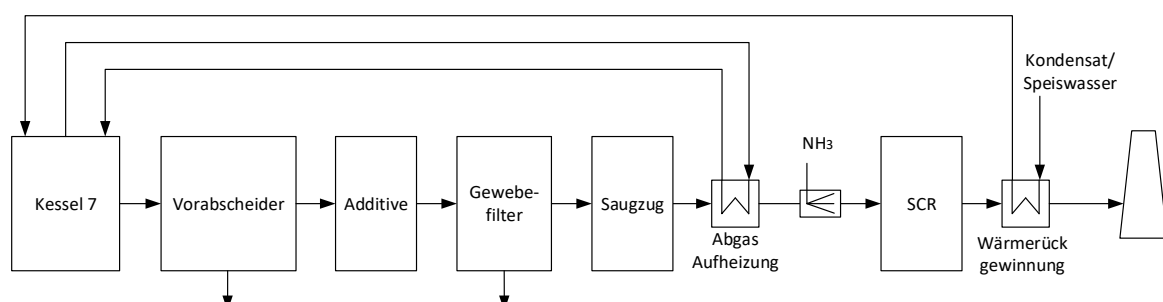 Kessel 7
Vorabscheider
Additive
Gewebe-
filter
Saugzug
Abgas
Aufheizung
NH3
SCR
Kondensat/
Speiswasser
Wärmerück
gewinnung